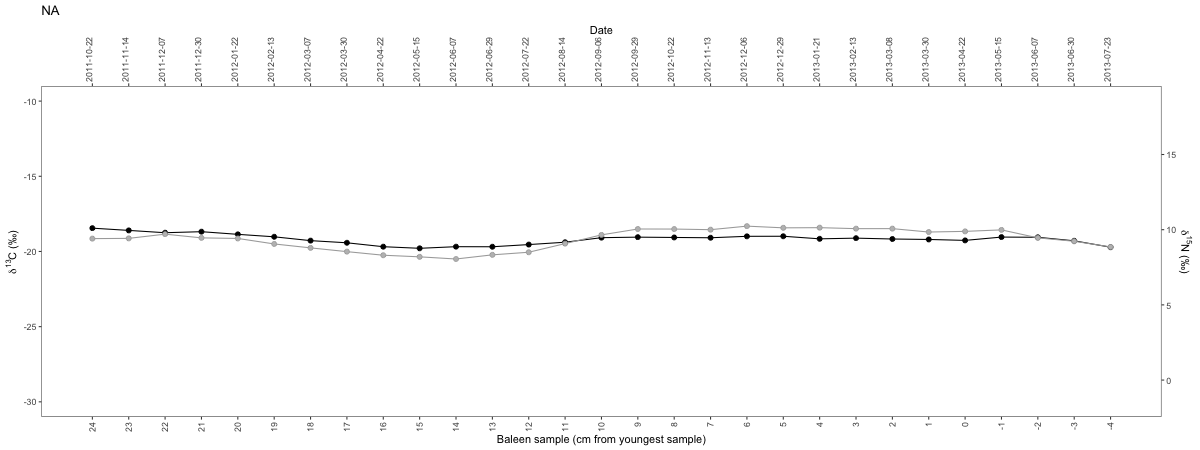 NA
Date
2011-10-22 2011-11-14 2011-12-07 2011-12-30 2012-01-22 2012-02-13 2012-03-07 2012-03-30 2012-04-22 2012-05-15 2012-06-07 2012-06-29 2012-07-22 2012-08-14 2012-09-06 2012-09-29 2012-10-22 2012-11-13 2012-12-06 2012-12-29 2013-01-21 2013-02-13 2013-03-08 2013-03-30 2013-04-22 2013-05-15 2013-06-07 2013-06-30 2013-07-23
-10
-15
-20
-25
-30
δ13C (‰)
15
10
5
0
δ15N (‰)
24 23 22 21 20 19 18 17 16 15 14 13 12 11 10 9 8 7 6 5 4 3 2 1 0 -1 -2 -3 -4
Baleen sample (cm from youngest sample)